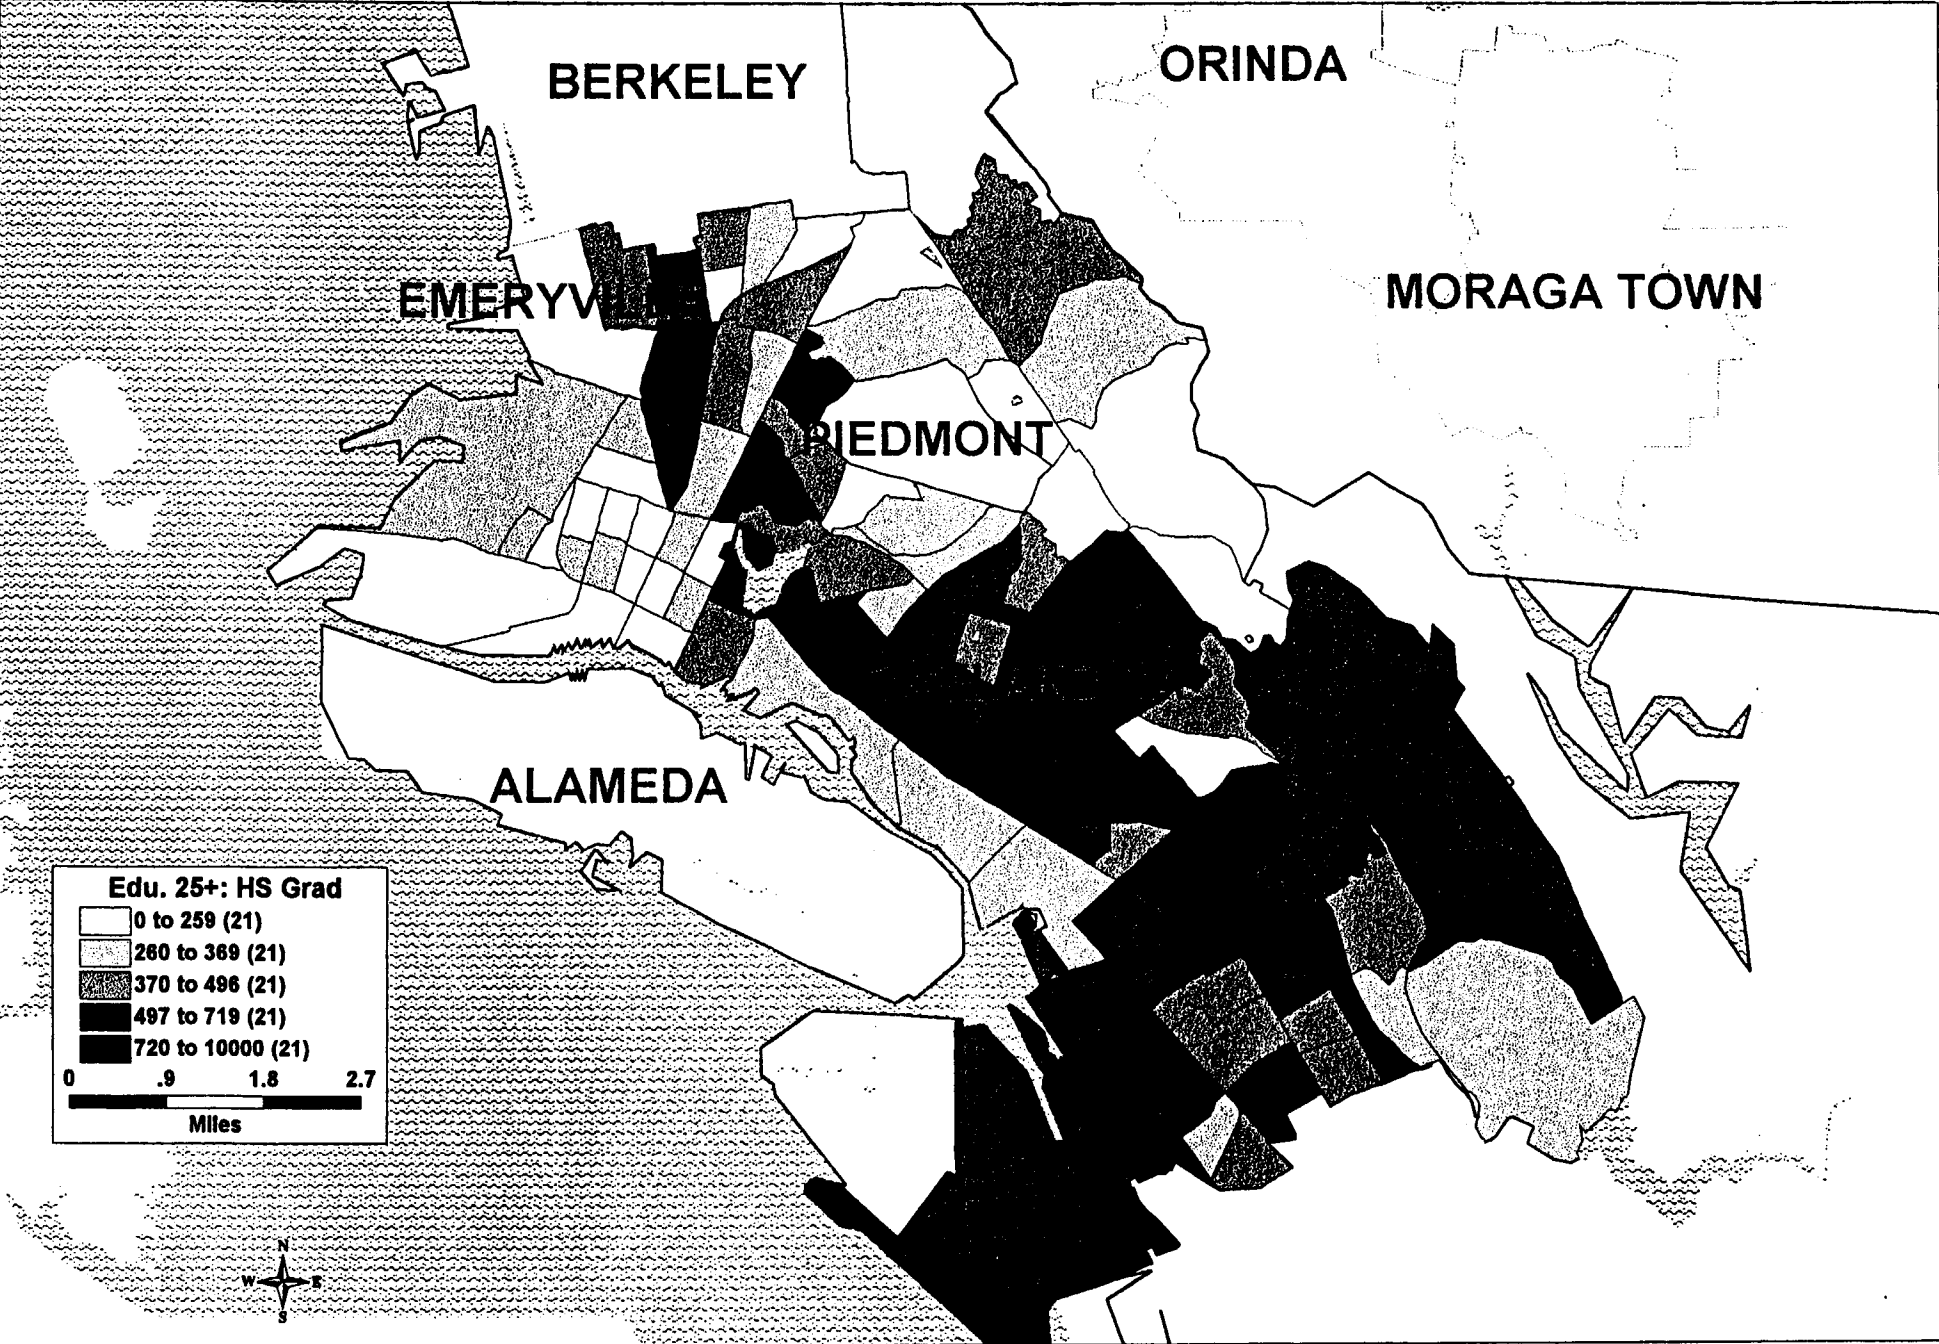 BERKELEY
ORINDA
EMERYVILLE
MORAGA TOWN
PIEDMONT
ALAMEDA
Edu. 25+: HS Grad
0 to 259 (21)
260 to 369 (21)
370 to 496 (21)
497 to 719 (21)
720 to 10000 (21)
0 .9 1.8 2.7
Miles
N
W E
S